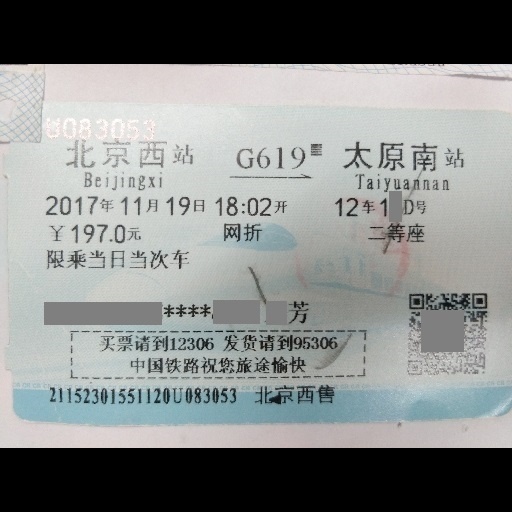 U083053
北京西站 G619 太原南站
Beijingxi Taiyuannan
2017年11月19日 18:02开 12车 1 D号
￥197.0元 网折 二等座
限乘当日当次车
**** 芳
买票请到12306 发货请到95306
中国铁路祝您旅途愉快
21152301551120U083053 北京西售